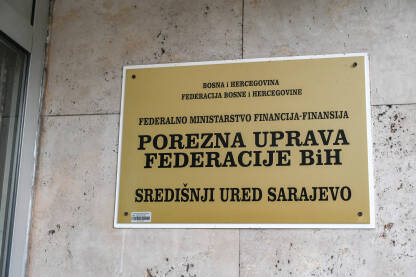 BOSNA i HERCEGOVINA
FEDERACIJA BOSNE i HERCEGOVINE
FEDERALNO MINISTARSTVO FINANCIJA-FINANSIJA
POREZNA UPRAVA
FEDERACIJE BiH
SREDIŠNJI URED SARAJEVO